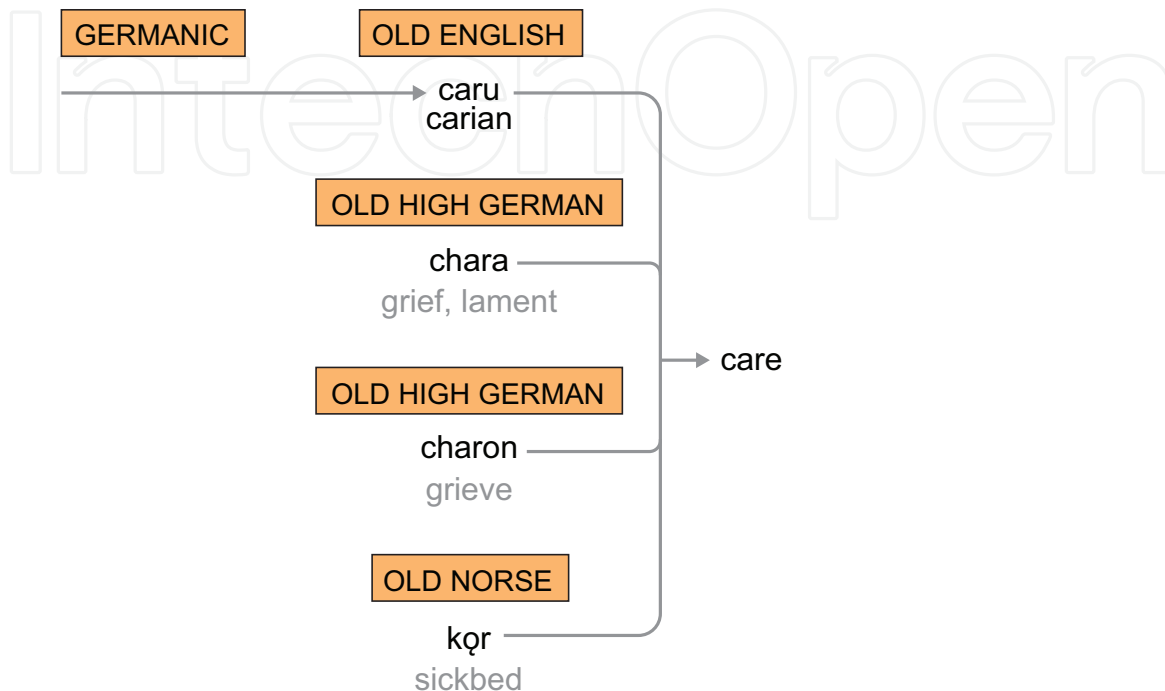 IntechOpen
GERMANIC
OLD ENGLISH
caru
carian
OLD HIGH GERMAN
chara
grief, lament
care
OLD HIGH GERMAN
charon
grieve
OLD NORSE
kǫr
sickbed